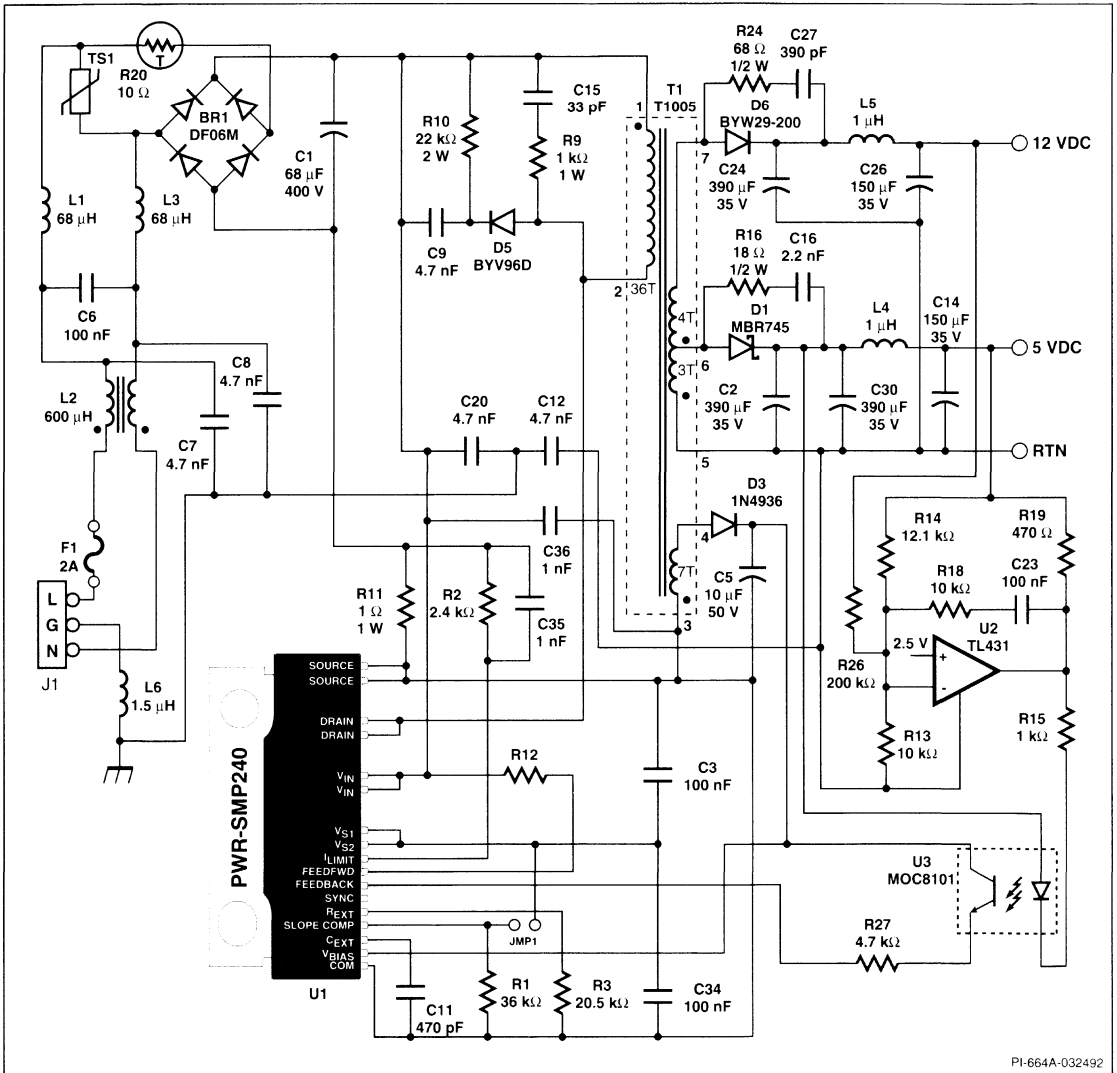 TS1
R20
10 Ω
T
BR1
DF06M
C1
68 µF
400 V
R10
22 kΩ
2 W
C15
33 pF
R9
1 kΩ
1 W
C9
4.7 nF
D5
BYV96D
T1
T1005
1
2
36T
R24
68 Ω
1/2 W
C27
390 pF
D6
BYW29-200
7
C24
390 µF
35 V
L5
1 µH
C26
150 µF
35 V
12 VDC
R16
18 Ω
1/2 W
C16
2.2 nF
D1
MBR745
4T
3T
6
5
C2
390 µF
35 V
C30
390 µF
35 V
L4
1 µH
C14
150 µF
35 V
5 VDC
RTN
L1
68 µH
L3
68 µH
C6
100 nF
L2
600 µH
C8
4.7 nF
C7
4.7 nF
C20
4.7 nF
C12
4.7 nF
C36
1 nF
D3
1N4936
4
7T
3
C5
10 µF
50 V
F1
2A
L
G
N
J1
L6
1.5 µH
R11
1 Ω
1 W
R2
2.4 kΩ
C35
1 nF
R14
12.1 kΩ
R19
470 Ω
R18
10 kΩ
C23
100 nF
U2
TL431
2.5 V
+
-
R26
200 kΩ
R13
10 kΩ
R15
1 kΩ
PWR-SMP240
SOURCE
SOURCE
DRAIN
DRAIN
VIN
VIN
VS1
VS2
ILIMIT
FEEDFWD
FEEDBACK
SYNC
REXT
SLOPE COMP
CEXT
VBIAS
COM
U1
R12
C3
100 nF
JMP1
C11
470 pF
R1
36 kΩ
R3
20.5 kΩ
C34
100 nF
U3
MOC8101
R27
4.7 kΩ
PI-664A-032492